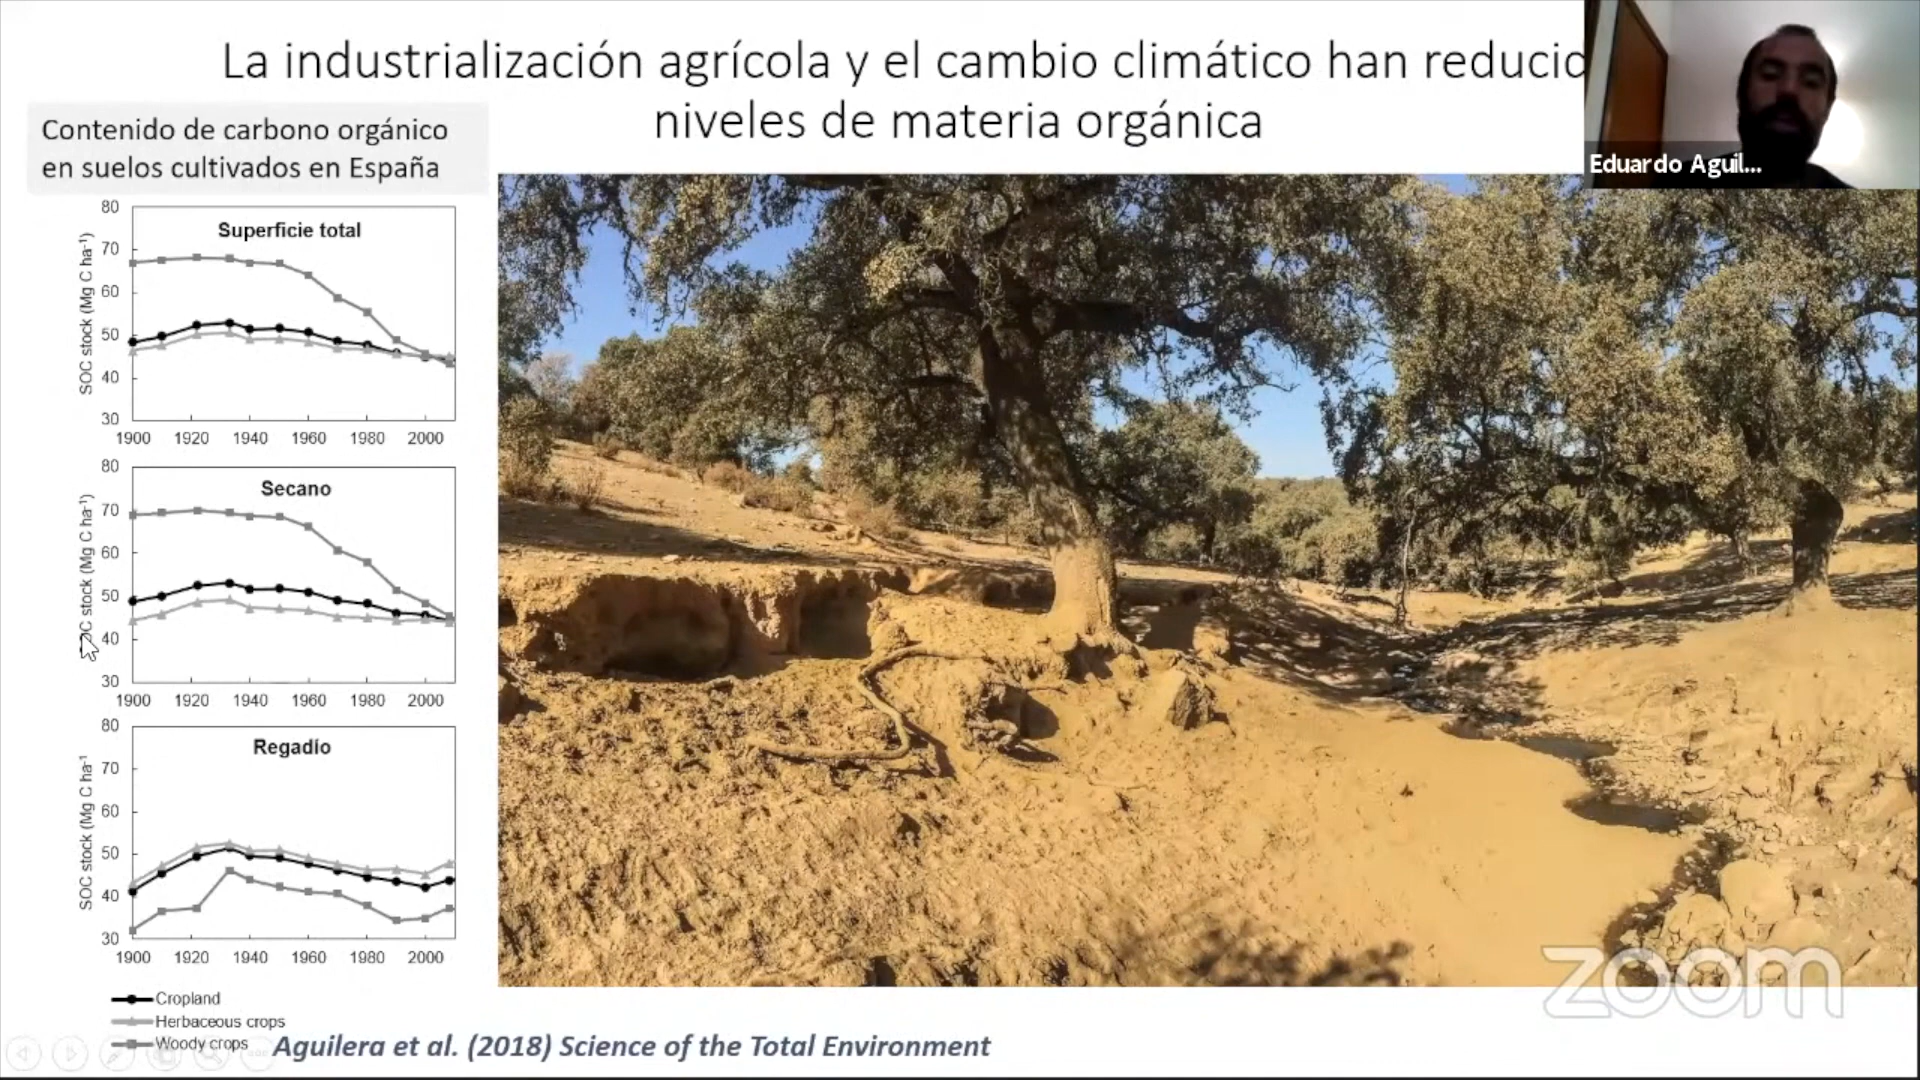 La industrialización agrícola y el cambio climático han reducido
niveles de materia orgánica
Eduardo Aguil...
Contenido de carbono orgánico
en suelos cultivados en España
Superficie total
SOC stock (Mg C ha-1)
80
70
60
50
40
30
1900 1920 1940 1960 1980 2000
Secano
C stock (Mg C ha-1)
80
70
60
50
40
30
1900 1920 1940 1960 1980 2000
Regadío
SOC stock (Mg C ha-1
80
70
60
50
40
30
1900 1920 1940 1960 1980 2000
Cropland
Herbaceous crops
Woody crops
Aguilera et al. (2018) Science of the Total Environment
zoom